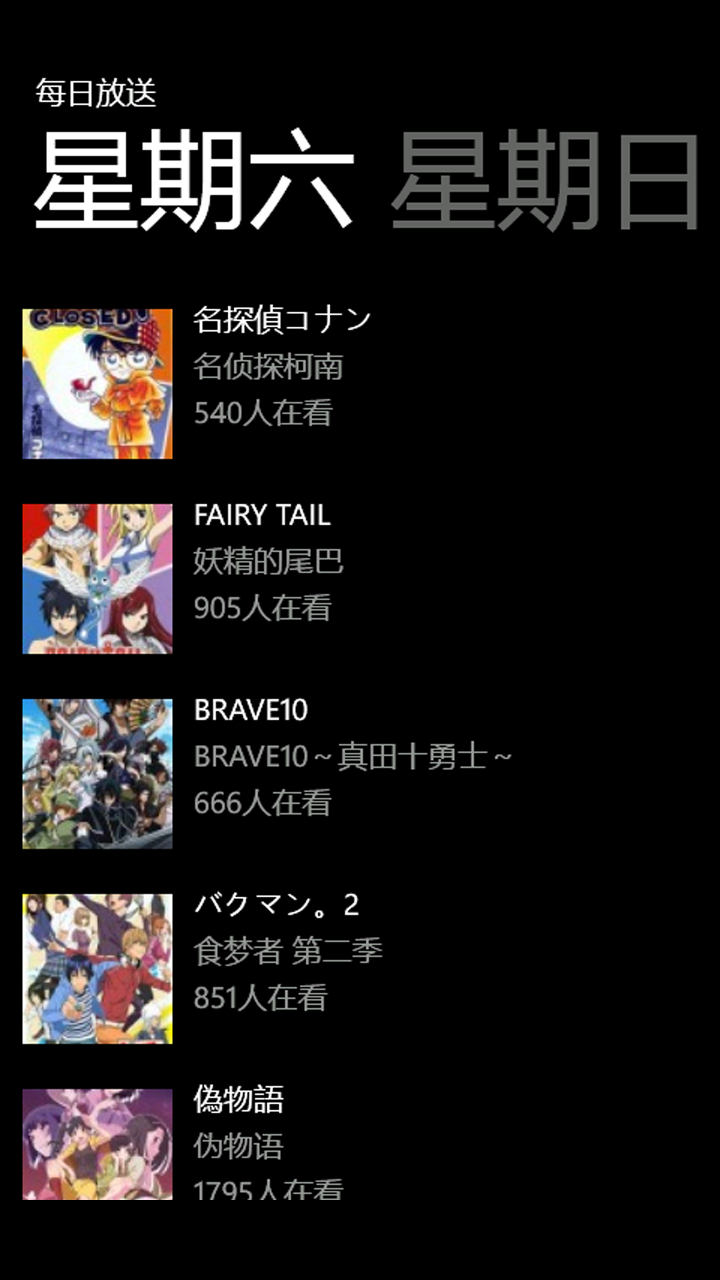 每日放送
星期六 星期日
CLOSED
名探偵コナン
名侦探柯南
540人在看
FAIRY TAIL
妖精的尾巴
905人在看
BRAVE10
BRAVE10～真田十勇士～
666人在看
バクマン。2
食梦者 第二季
851人在看
偽物語
伪物语
1795人在看